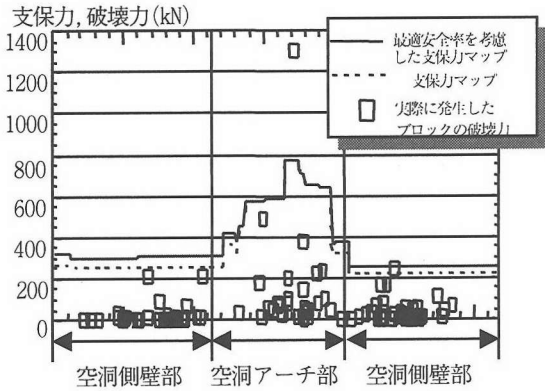 支保力, 破壊力(kN)
1400
1200
1000
800
600
400
200
0
最適安全率を考慮
した支保力マップ
支保力マップ
実際に発生した
ブロックの破壊力
空洞側壁部
空洞アーチ部
空洞側壁部